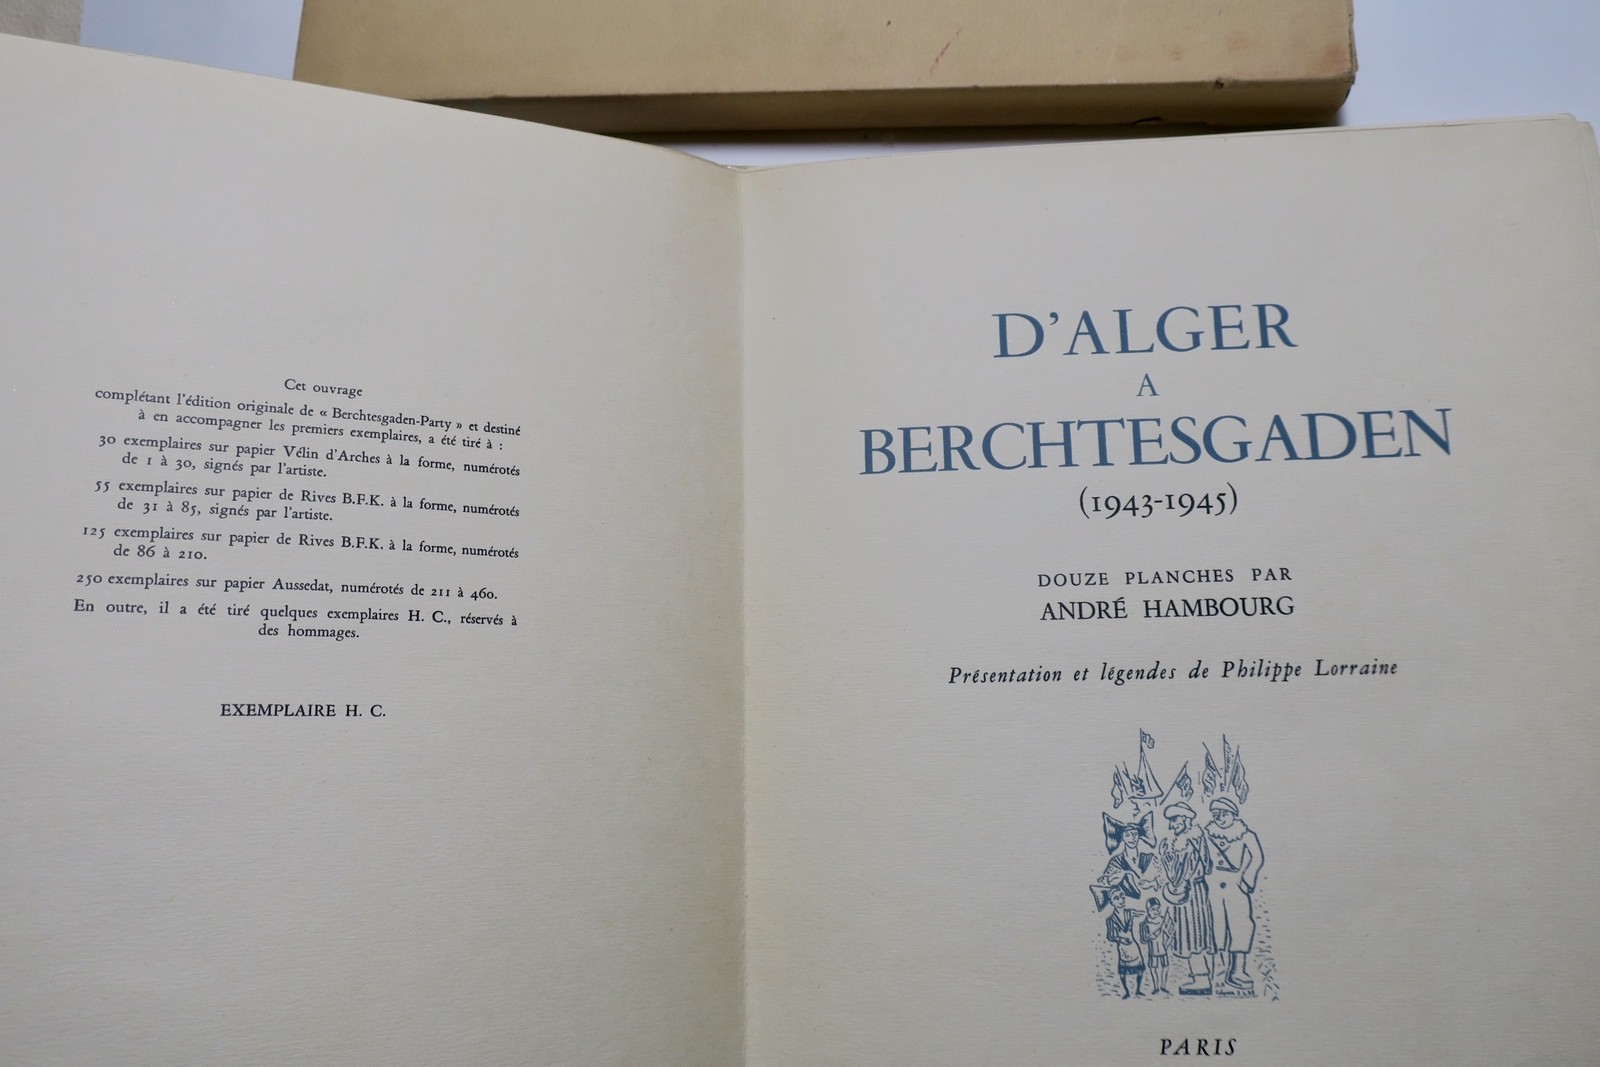 Cet ouvrage
complétant l'édition originale de « Berchtesgaden-Party » et destiné
à en accompagner les premiers exemplaires, a été tiré à :
30 exemplaires sur papier Vélin d'Arches à la forme, numérotés
de 1 à 30, signés par l'artiste.
55 exemplaires sur papier de Rives B.F.K. à la forme, numérotés
de 31 à 85, signés par l'artiste.
125 exemplaires sur papier de Rives B.F.K. à la forme, numérotés
de 86 à 210.
250 exemplaires sur papier Aussedat, numérotés de 211 à 460.
En outre, il a été tiré quelques exemplaires H. C., réservés à
des hommages.
EXEMPLAIRE H. C.
D'ALGER
A
BERCHTESGADEN
(1943-1945)
DOUZE PLANCHES PAR
ANDRÉ HAMBOURG
Présentation et légendes de Philippe Lorraine
PARIS